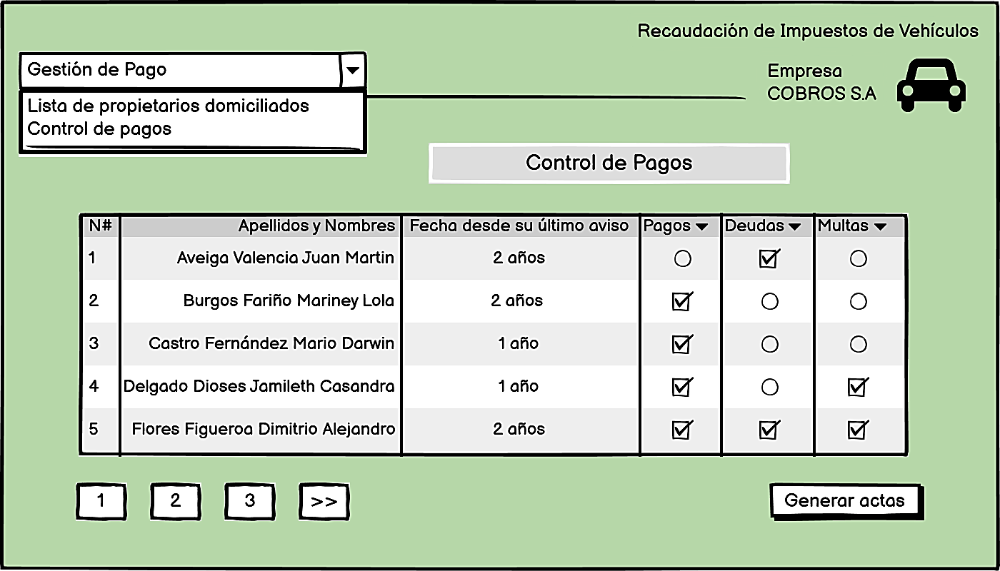 Recaudación de Impuestos de Vehículos
Gestión de Pago
Empresa
COBROS S.A
Lista de propietarios domiciliados
Control de pagos
Control de Pagos
N# Apellidos y Nombres Fecha desde su último aviso Pagos Deudas Multas
1 Aveiga Valencia Juan Martin 2 años
2 Burgos Fariño Mariney Lola 2 años
3 Castro Fernández Mario Darwin 1 año
4 Delgado Dioses Jamileth Casandra 1 año
5 Flores Figueroa Dimitrio Alejandro 2 años
1 2 3 >> Generar actas